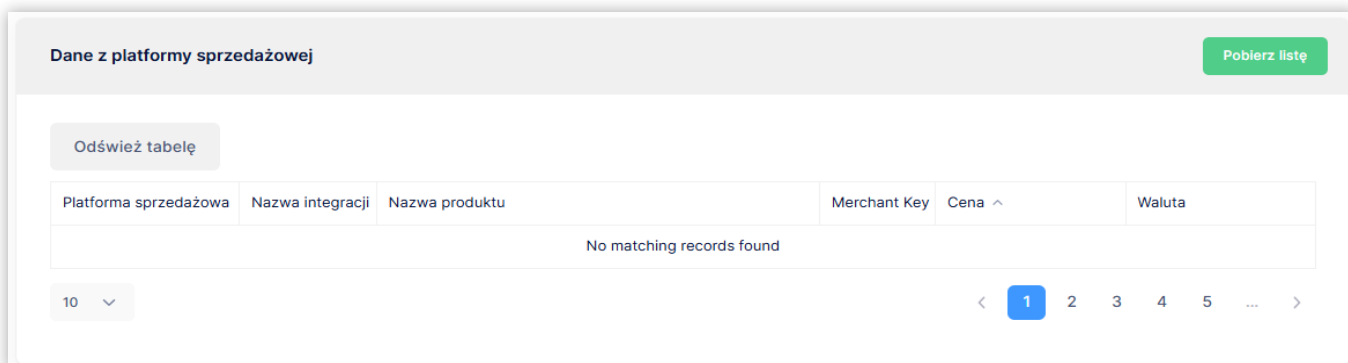 Dane z platformy sprzedażowej Pobierz listę
Odśwież tabelę
Platforma sprzedażowa Nazwa integracji Nazwa produktu Merchant Key Cena Waluta
No matching records found
10 1 2 3 4 5 ...